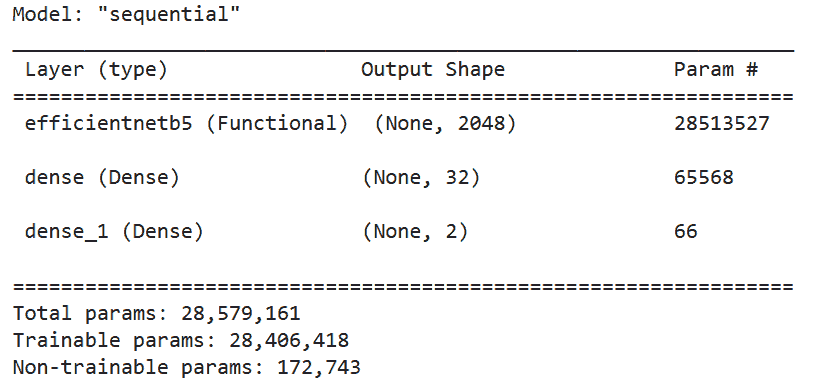 Model: "sequential"
_________________________________________________________________
Layer (type) Output Shape Param #
=================================================================
efficientnetb5 (Functional) (None, 2048) 28513527
dense (Dense) (None, 32) 65568
dense_1 (Dense) (None, 2) 66
=================================================================
Total params: 28,579,161
Trainable params: 28,406,418
Non-trainable params: 172,743